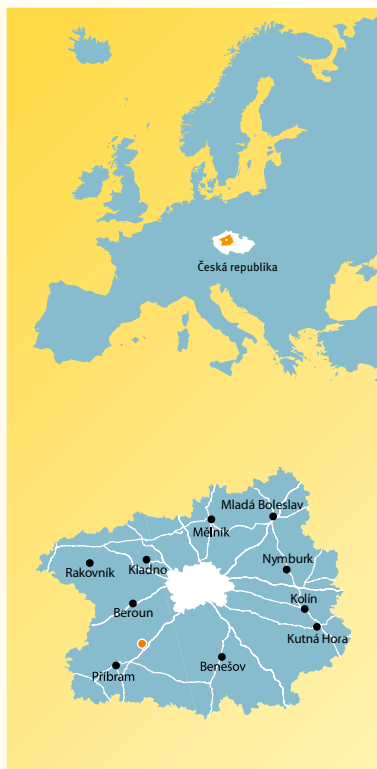 Česká republika
Mladá Boleslav
Mělník
Nymburk
Rakovník
Kladno
Kolín
Beroun
Kutná Hora
Benešov
Příbram